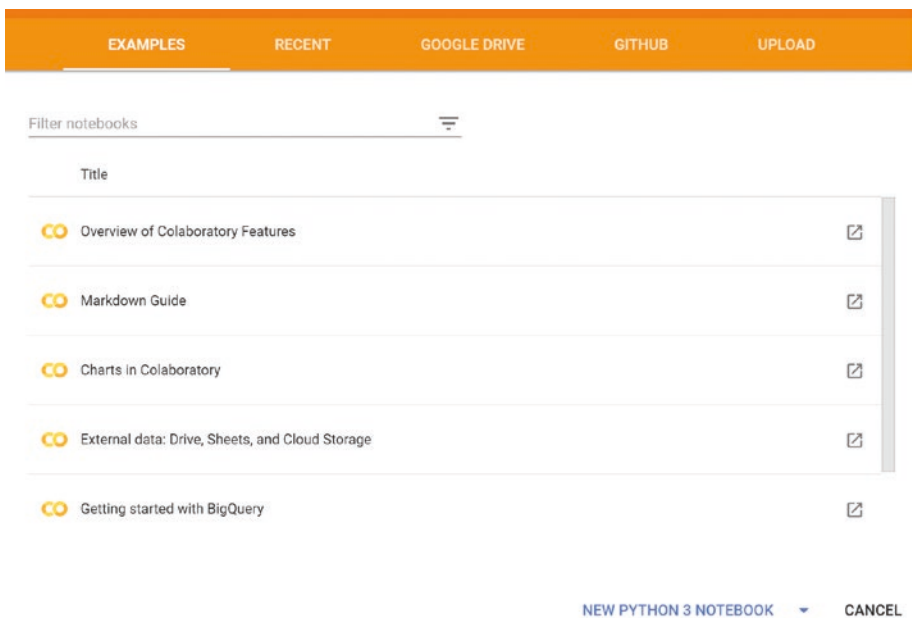 EXAMPLES RECENT GOOGLE DRIVE GITHUB UPLOAD
Filter notebooks
Title
CO Overview of Colaboratory Features
CO Markdown Guide
CO Charts in Colaboratory
CO External data: Drive, Sheets, and Cloud Storage
CO Getting started with BigQuery
NEW PYTHON 3 NOTEBOOK CANCEL